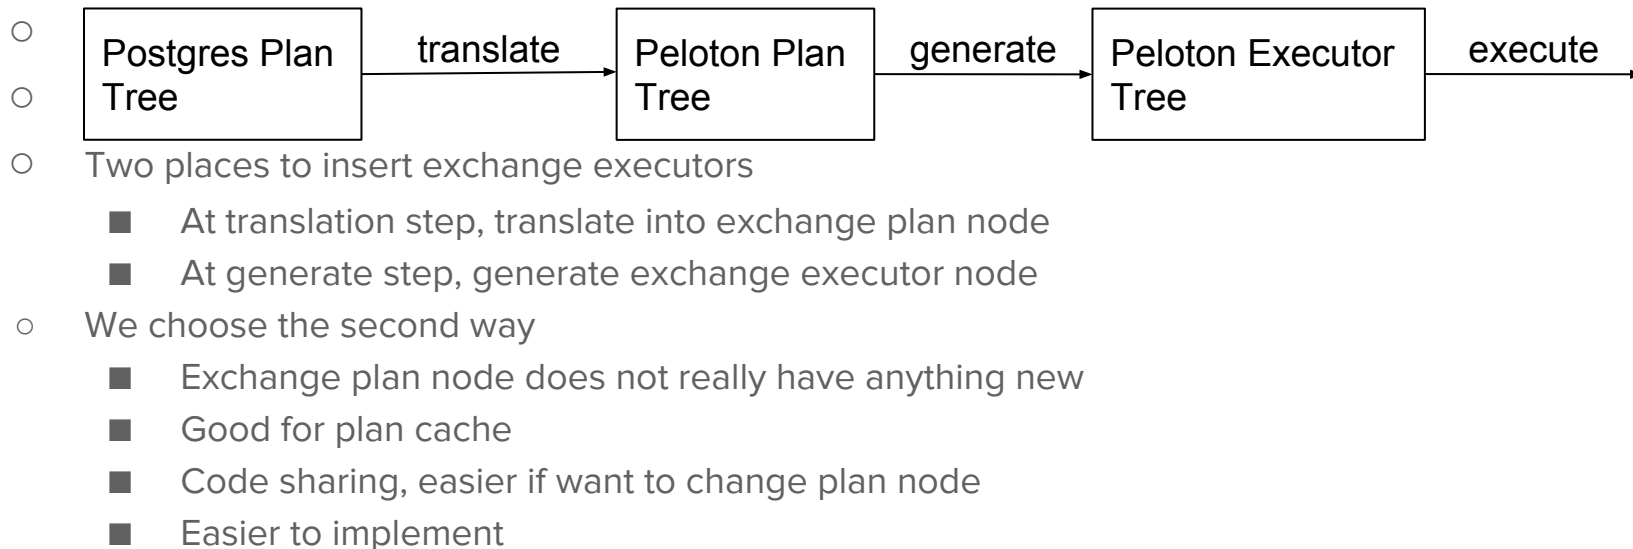 Postgres Plan Tree
translate
Peloton Plan Tree
generate
Peloton Executor Tree
execute
○
○
○ Two places to insert exchange executors
■ At translation step, translate into exchange plan node
■ At generate step, generate exchange executor node
○ We choose the second way
■ Exchange plan node does not really have anything new
■ Good for plan cache
■ Code sharing, easier if want to change plan node
■ Easier to implement